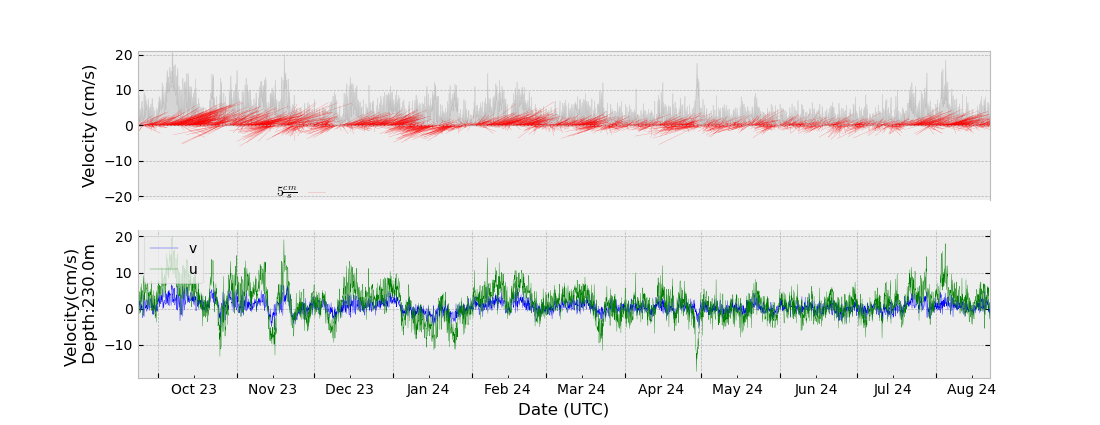 Velocity (cm/s)
20
10
0
−10
−20
5 cm/s
Velocity(cm/s)
Depth:230.0m
20
10
0
−10
v
u
Oct 23 Nov 23 Dec 23 Jan 24 Feb 24 Mar 24 Apr 24 May 24 Jun 24 Jul 24 Aug 24
Date (UTC)